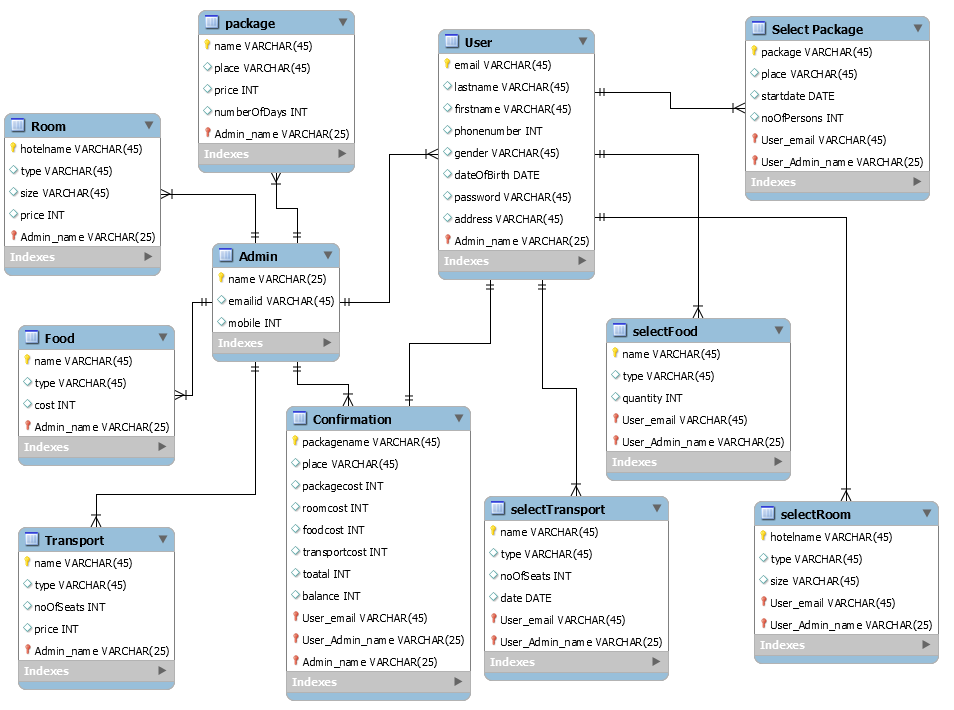 package
name VARCHAR(45)
place VARCHAR(45)
price INT
numberOfDays INT
Admin_name VARCHAR(25)
Indexes
User
email VARCHAR(45)
lastname VARCHAR(45)
firstname VARCHAR(45)
phonenumber INT
gender VARCHAR(45)
dateOfBirth DATE
password VARCHAR(45)
address VARCHAR(45)
Admin_name VARCHAR(25)
Indexes
Select Package
package VARCHAR(45)
place VARCHAR(45)
startdate DATE
noOfPersons INT
User_email VARCHAR(45)
User_Admin_name VARCHAR(25)
Indexes
Room
hotelname VARCHAR(45)
type VARCHAR(45)
size VARCHAR(45)
price INT
Admin_name VARCHAR(25)
Indexes
Admin
name VARCHAR(25)
emailid VARCHAR(45)
mobile INT
Indexes
Food
name VARCHAR(45)
type VARCHAR(45)
cost INT
Admin_name VARCHAR(25)
Indexes
selectFood
name VARCHAR(45)
type VARCHAR(45)
quantity INT
User_email VARCHAR(45)
User_Admin_name VARCHAR(25)
Indexes
Confirmation
packagename VARCHAR(45)
place VARCHAR(45)
packagecost INT
roomcost INT
foodcost INT
transportcost INT
toatal INT
balance INT
User_email VARCHAR(45)
User_Admin_name VARCHAR(25)
Admin_name VARCHAR(25)
Indexes
Transport
name VARCHAR(45)
type VARCHAR(45)
noOfSeats INT
price INT
Admin_name VARCHAR(25)
Indexes
selectTransport
name VARCHAR(45)
type VARCHAR(45)
noOfSeats INT
date DATE
User_email VARCHAR(45)
User_Admin_name VARCHAR(25)
Indexes
selectRoom
hotelname VARCHAR(45)
type VARCHAR(45)
size VARCHAR(45)
User_email VARCHAR(45)
User_Admin_name VARCHAR(25)
Indexes